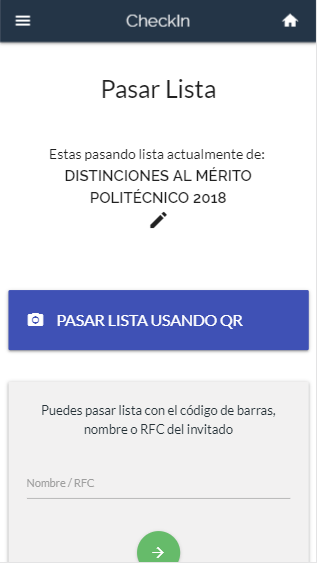 CheckIn
Pasar Lista
Estas pasando lista actualmente de:
DISTINCIONES AL MÉRITO
POLITÉCNICO 2018
PASAR LISTA USANDO QR
Puedes pasar lista con el código de barras,
nombre o RFC del invitado
Nombre / RFC